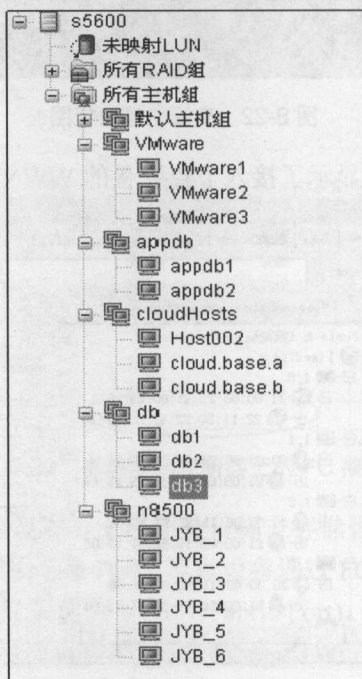 s5600
未映射LUN
所有RAID组
所有主机组
默认主机组
VMware
VMware1
VMware2
VMware3
appdb
appdb1
appdb2
cloudHosts
Host002
cloud.base.a
cloud.base.b
db
db1
db2
db3
n8500
JYB_1
JYB_2
JYB_3
JYB_4
JYB_5
JYB_6